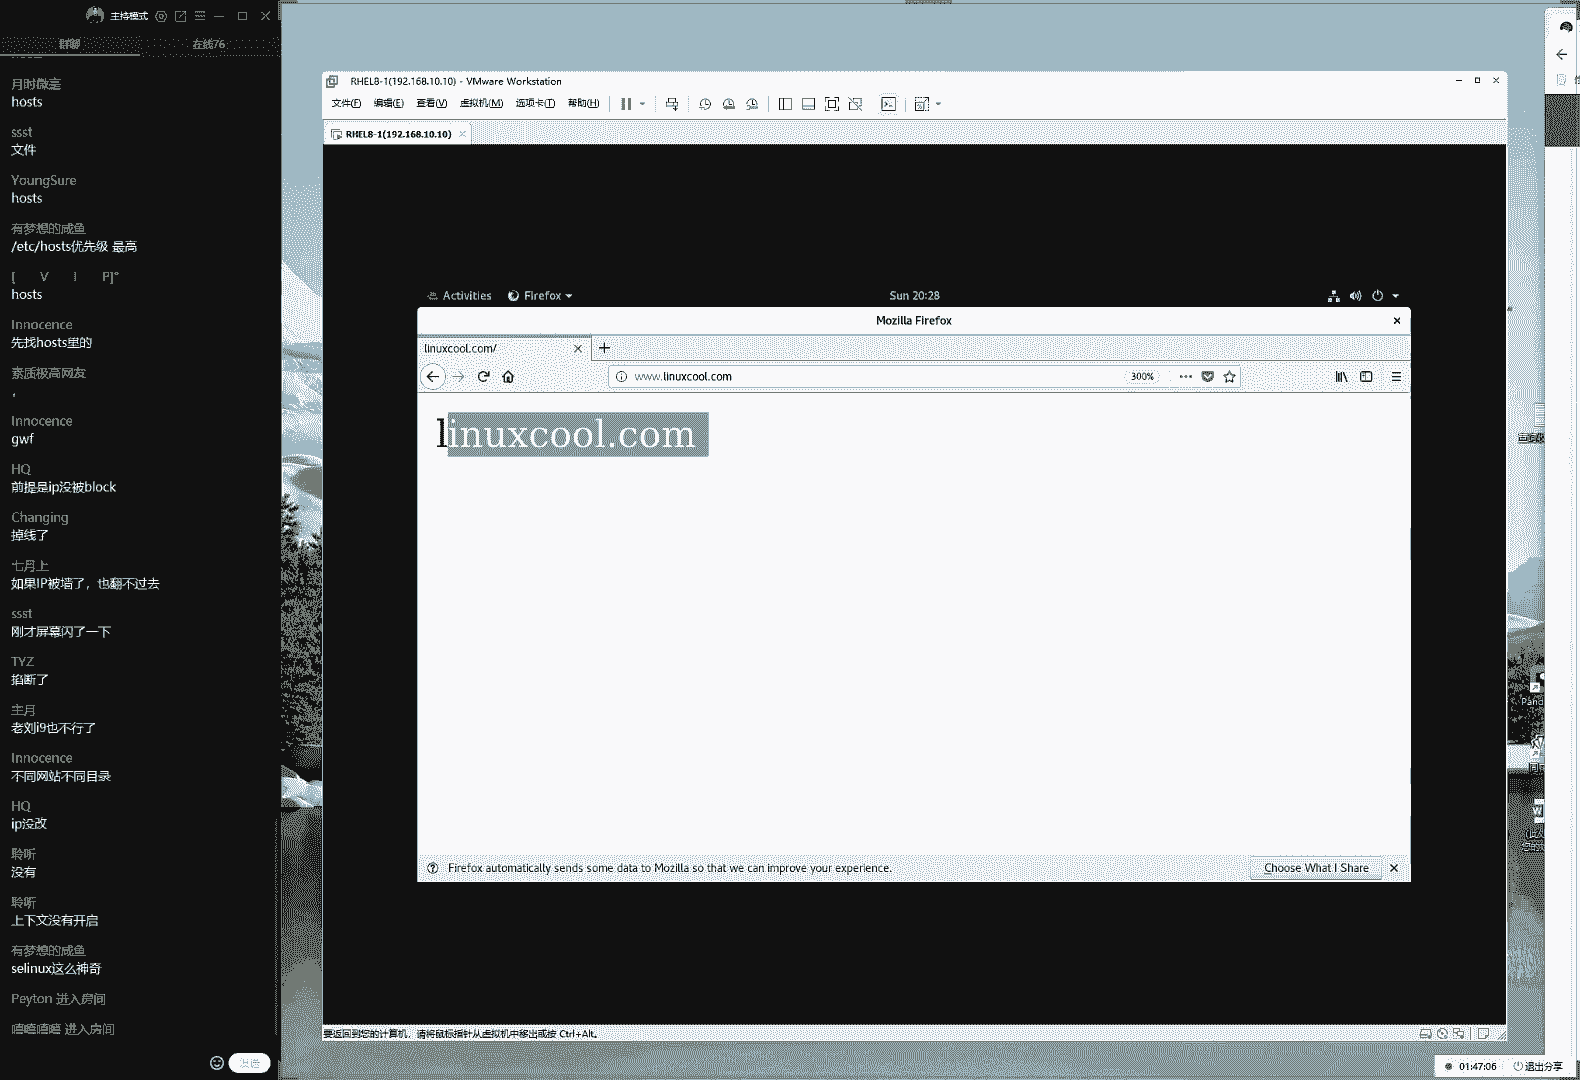 主持模式
群聊
在线76
月时微寔
hosts
ssst
文件
YoungSure
hosts
有梦想的咸鱼
/etc/hosts优先级 最高
[ V I P]°
hosts
Innocence
先找hosts里的
素质极高网友
，
Innocence
gwf
HQ
前提是ip没被block
Changing
掉线了
七月上
如果IP被墙了，也翻不过去
ssst
刚才屏幕闪了一下
TYZ
掐断了
主月
老刘i9也不行了
Innocence
不同网站不同目录
HQ
ip没改
聆听
没有
聆听
上下文没有开启
有梦想的咸鱼
selinux这么神奇
Peyton 进入房间
嘻嘻嘻嘻 进入房间
发送
RHEL8-1(192.168.10.10) - VMware Workstation
文件(F) 编辑(E) 查看(V) 虚拟机(M) 选项卡(T) 帮助(H)
RHEL8-1(192.168.10.10)
Activities Firefox Sun 20:28
Mozilla Firefox
linuxcool.com/
www.linuxcool.com 300%
linuxcool.com
Firefox automatically sends some data to Mozilla so that we can improve your experience. Choose What I Share
要返回到您的计算机，请将鼠标指针从虚拟机中移出或按 Ctrl+Alt。
01:47:06 退出分享